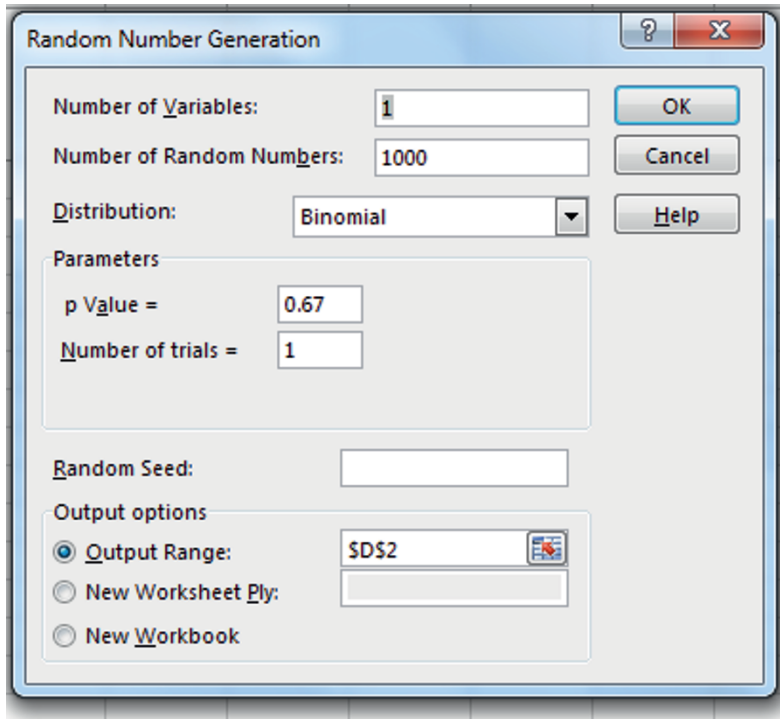 Random Number Generation
?
X
Number of Variables:
1
OK
Number of Random Numbers:
1000
Cancel
Distribution:
Binomial
Help
Parameters
p Value =
0.67
Number of trials =
1
Random Seed:
Output options
Output Range:
$D$2
New Worksheet Ply:
New Workbook